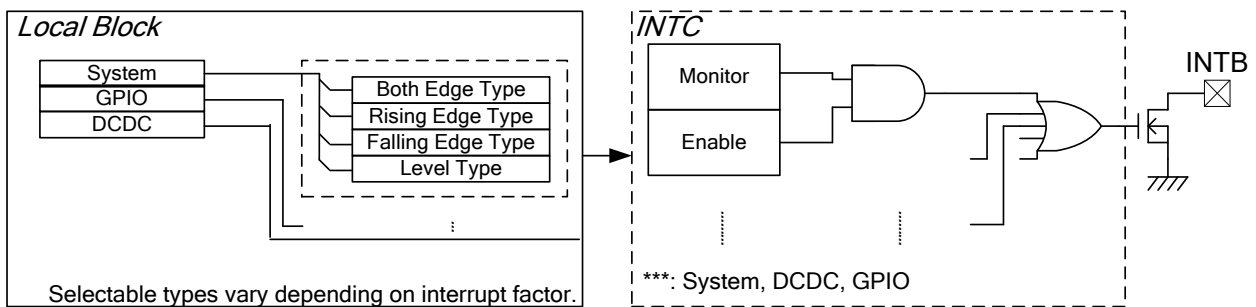 Local Block
System
GPIO
DCDC
Both Edge Type
Rising Edge Type
Falling Edge Type
Level Type
Selectable types vary depending on interrupt factor.
INTC
Monitor
Enable
***: System, DCDC, GPIO
INTB